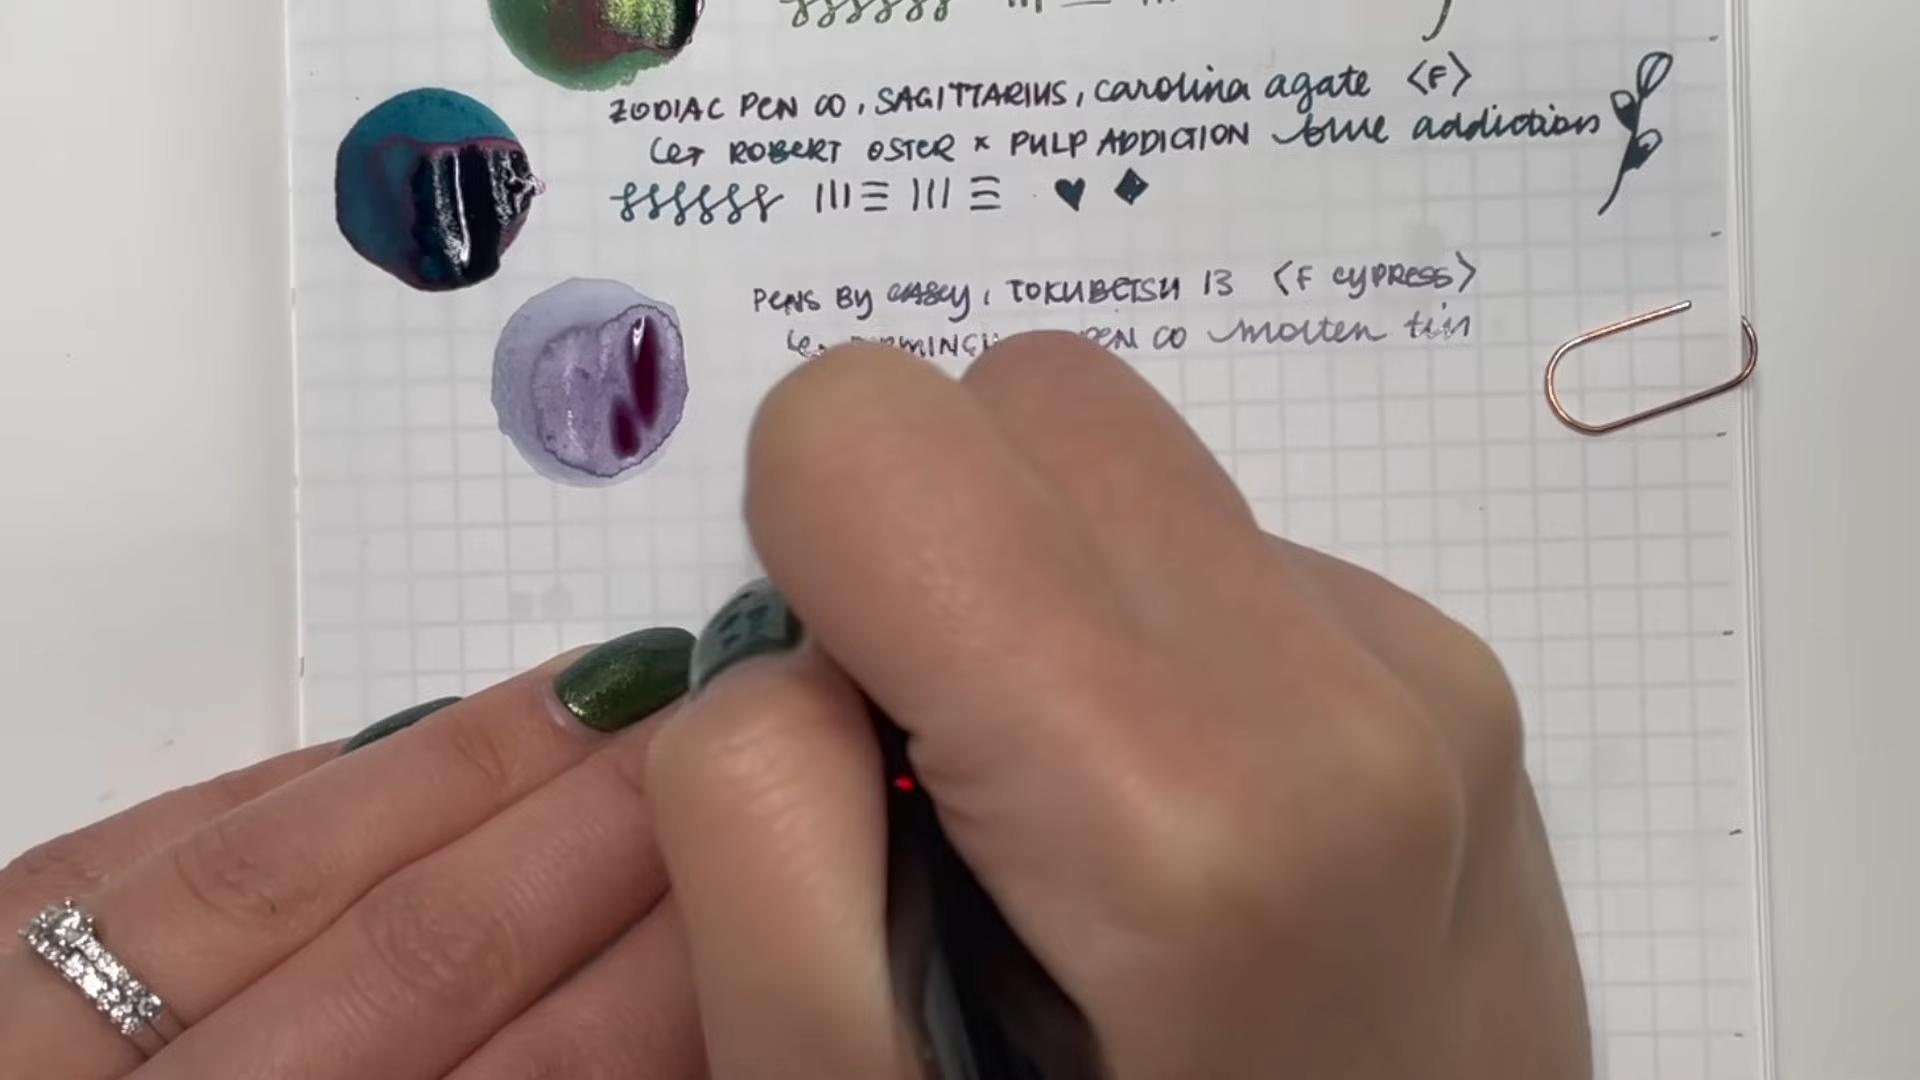 ZODIAC PEN CO, SAGITTARIUS, carolina agate <F>
ROBERT OSTER x PULP ADDICTION blue addiction
PENS BY CASEY, TOKUBETSU 13 <F CYPRESS>
PEN CO molten tin